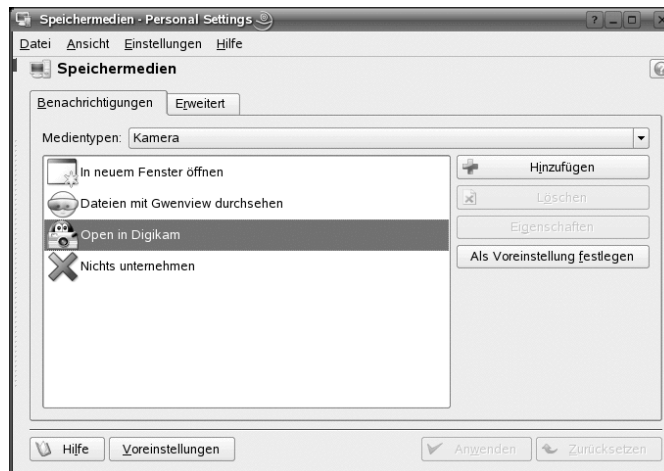 Speichermedien - Personal Settings
Datei Ansicht Einstellungen Hilfe
Speichermedien
Benachrichtigungen Erweitert
Medientypen: Kamera
In neuem Fenster öffnen
Dateien mit Gwenview durchsehen
Open in Digikam
Nichts unternehmen
Hinzufügen
Löschen
Eigenschaften
Als Voreinstellung festlegen
Hilfe Voreinstellungen Anwenden Zurücksetzen